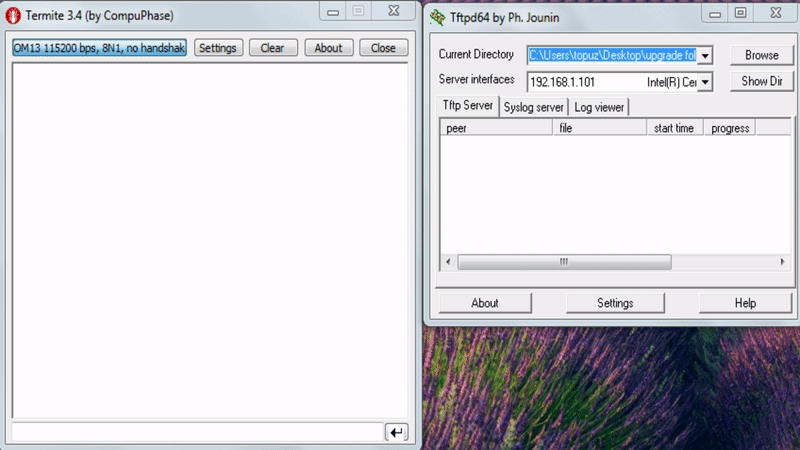 Termite 3.4 (by CompuPhase)
OM13 115200 bps, 8N1, no handshak
Settings
Clear
About
Close
Tftpd64 by Ph. Jounin
Current Directory
C:\Users\topuz\Desktop\upgrade fol
Browse
Server interfaces
192.168.1.101 Intel(R) Cer
Show Dir
Tftp Server
Syslog server
Log viewer
peer
file
start time
progress
About
Settings
Help